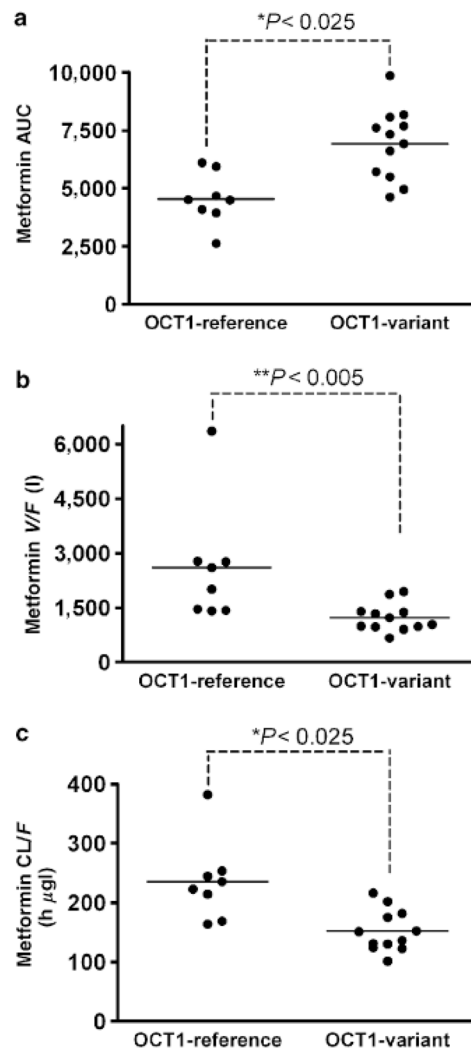 a
*P< 0.025
Metformin AUC
10,000
7,500
5,000
2,500
0
OCT1-reference
OCT1-variant
b
**P< 0.005
Metformin V/F (l)
6,000
4,500
3,000
1,500
0
OCT1-reference
OCT1-variant
c
*P< 0.025
Metformin CL/F
(h µgl)
400
300
200
100
0
OCT1-reference
OCT1-variant